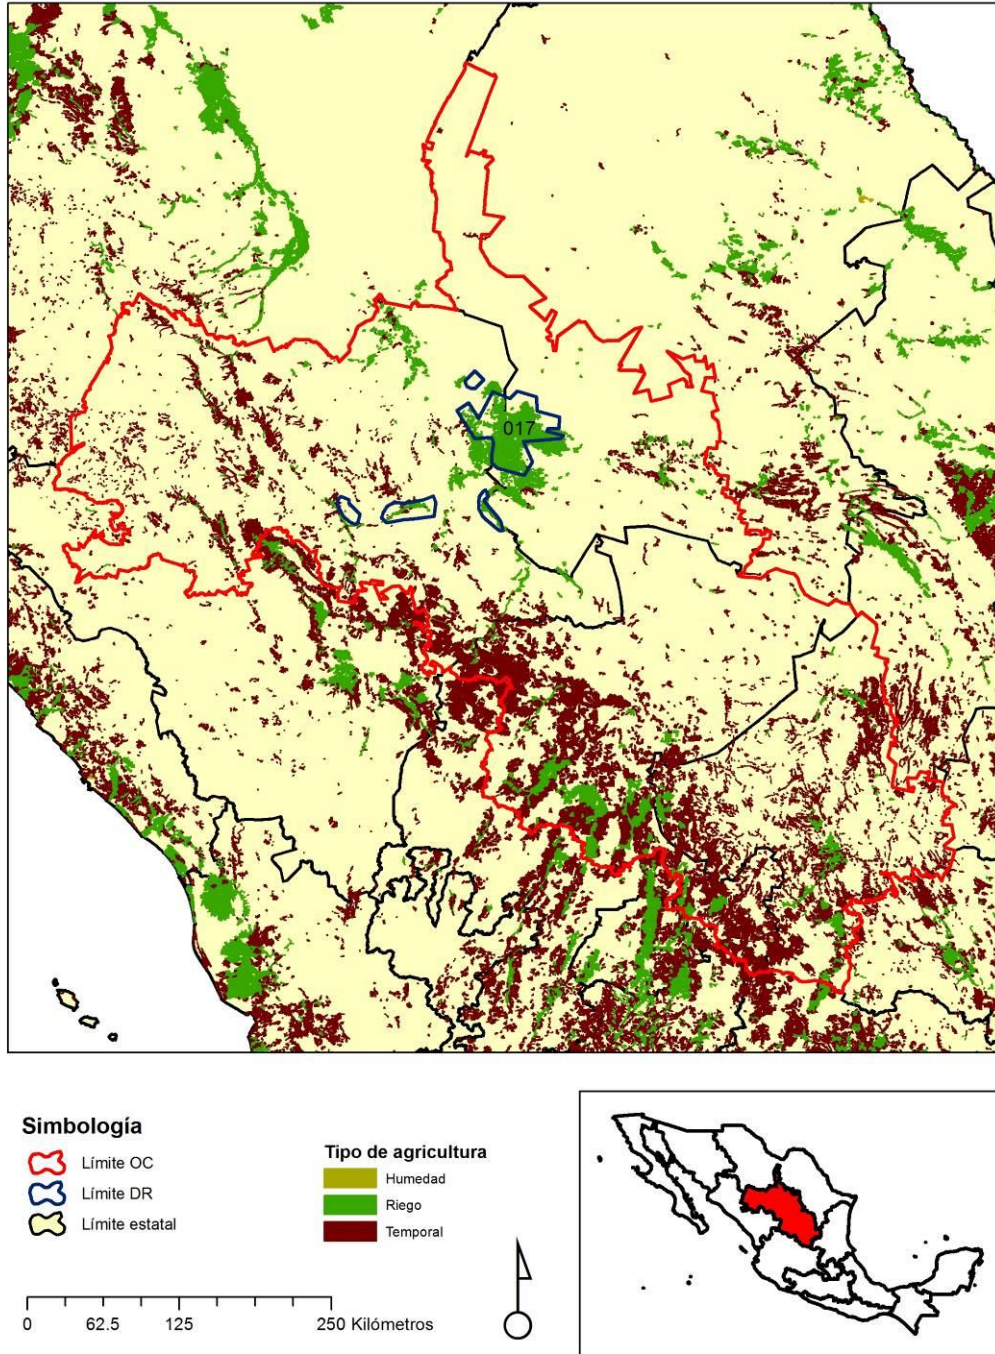 017
Simbología
Límite OC
Límite DR
Límite estatal
Tipo de agricultura
Humedad
Riego
Temporal
0 62.5 125 250 Kilómetros